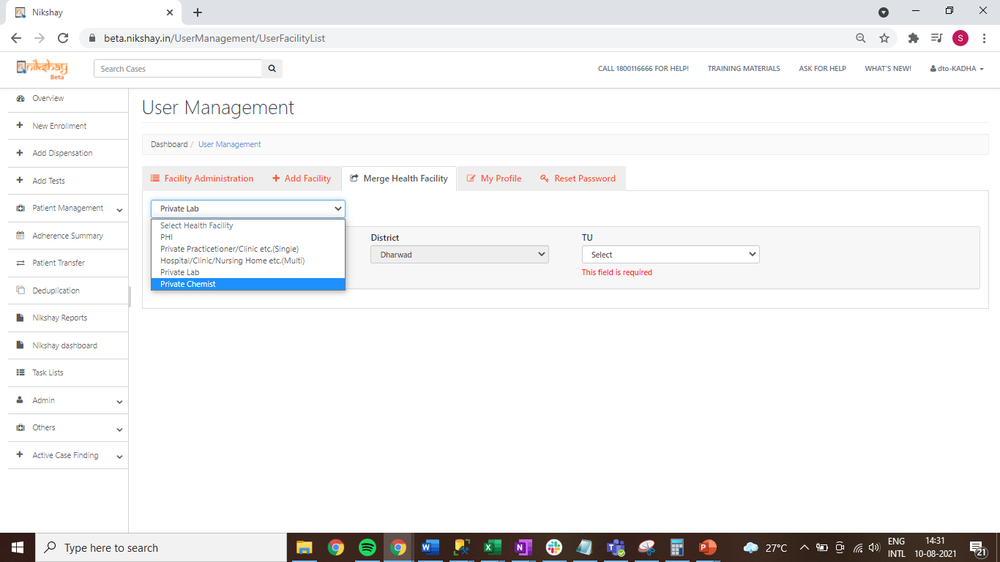 Nikshay
beta.nikshay.in/UserManagement/UserFacilityList
S
nikshay
Beta
Search Cases
CALL 1800116666 FOR HELP!
TRAINING MATERIALS
ASK FOR HELP
WHAT'S NEW!
dto-KADHA
Overview
New Enrollment
Add Dispensation
Add Tests
Patient Management
Adherence Summary
Patient Transfer
Deduplication
Nikshay Reports
Nikshay dashboard
Task Lists
Admin
Others
Active Case Finding
User Management
Dashboard / User Management
Facility Administration
Add Facility
Merge Health Facility
My Profile
Reset Password
Private Lab
Select Health Facility
PHI
Private Practicetioner/Clinic etc.(Single)
Hospital/Clinic/Nursing Home etc.(Multi)
Private Lab
Private Chemist
District
Dharwad
TU
Select
This field is required
Type here to search
27°C
ENG
INTL
14:31
10-08-2021
21